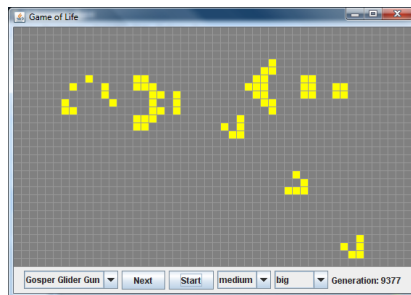 Game of Life
Gosper Glider Gun Next Start medium big Generation: 9377